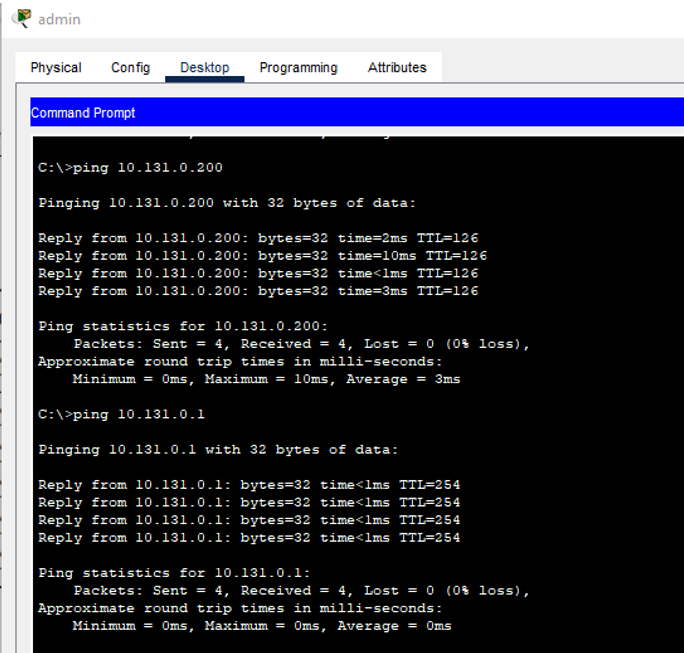 admin
Physical Config Desktop Programming Attributes
Command Prompt
C:\>ping 10.131.0.200
Pinging 10.131.0.200 with 32 bytes of data:
Reply from 10.131.0.200: bytes=32 time=2ms TTL=126
Reply from 10.131.0.200: bytes=32 time=10ms TTL=126
Reply from 10.131.0.200: bytes=32 time<1ms TTL=126
Reply from 10.131.0.200: bytes=32 time=3ms TTL=126
Ping statistics for 10.131.0.200:
Packets: Sent = 4, Received = 4, Lost = 0 (0% loss),
Approximate round trip times in milli-seconds:
Minimum = 0ms, Maximum = 10ms, Average = 3ms
C:\>ping 10.131.0.1
Pinging 10.131.0.1 with 32 bytes of data:
Reply from 10.131.0.1: bytes=32 time<1ms TTL=254
Reply from 10.131.0.1: bytes=32 time<1ms TTL=254
Reply from 10.131.0.1: bytes=32 time<1ms TTL=254
Reply from 10.131.0.1: bytes=32 time<1ms TTL=254
Ping statistics for 10.131.0.1:
Packets: Sent = 4, Received = 4, Lost = 0 (0% loss),
Approximate round trip times in milli-seconds:
Minimum = 0ms, Maximum = 0ms, Average = 0ms